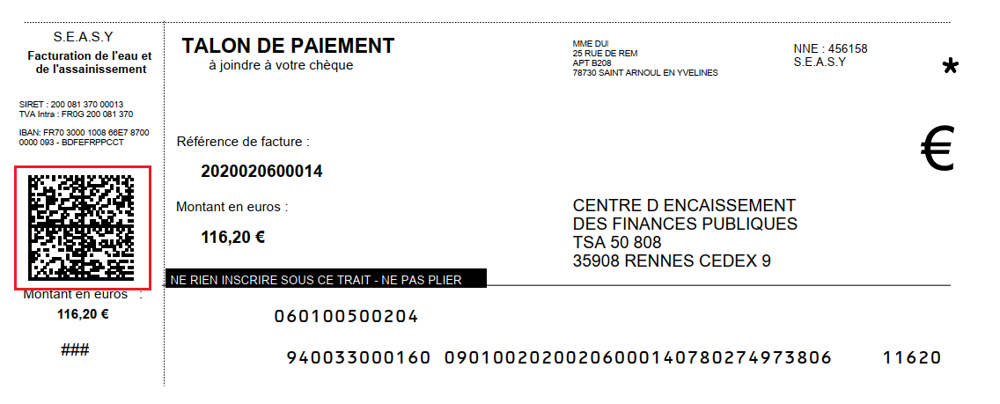 S.E.A.S.Y
Facturation de l'eau et
de l'assainissement
SIRET : 200 081 370 00013
TVA Intra : FR0G 200 081 370
IBAN: FR70 3000 1008 66E7 8700
0000 093 - BDFEFRPPCCT
Montant en euros :
116,20 €
###
TALON DE PAIEMENT
à joindre à votre chèque
MME DUI
25 RUE DE REM
APT B208
78730 SAINT ARNOUL EN YVELINES
NNE : 456158
S.E.A.S.Y
*
€
Référence de facture :
2020020600014
Montant en euros :
116,20 €
CENTRE D ENCAISSEMENT
DES FINANCES PUBLIQUES
TSA 50 808
35908 RENNES CEDEX 9
NE RIEN INSCRIRE SOUS CE TRAIT - NE PAS PLIER
060100500204
940033000160 090100202002060001407802749738​06 11620